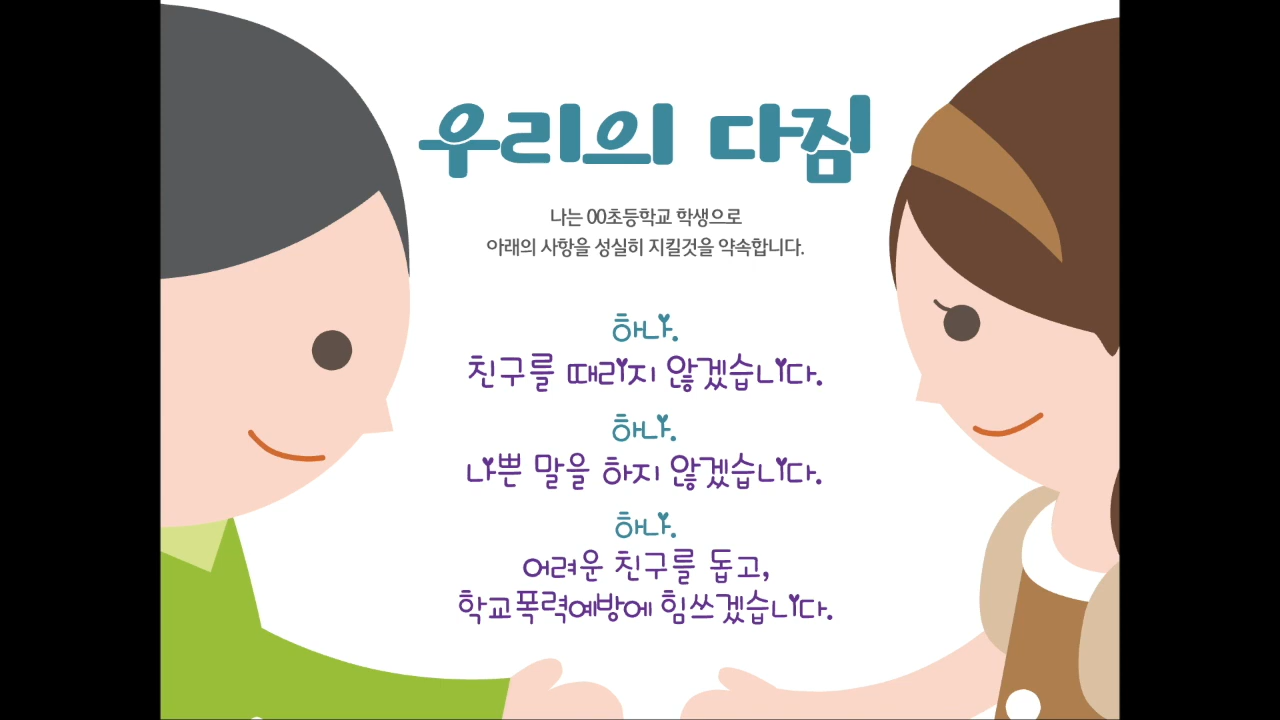 우리의 다짐
나는 00초등학교 학생으로
아래의 사항을 성실히 지킬것을 약속합니다.
하나.
친구를 때리지 않겠습니다.
하나.
나쁜 말을 하지 않겠습니다.
하나.
어려운 친구를 돕고,
학교폭력예방에 힘쓰겠습니다.